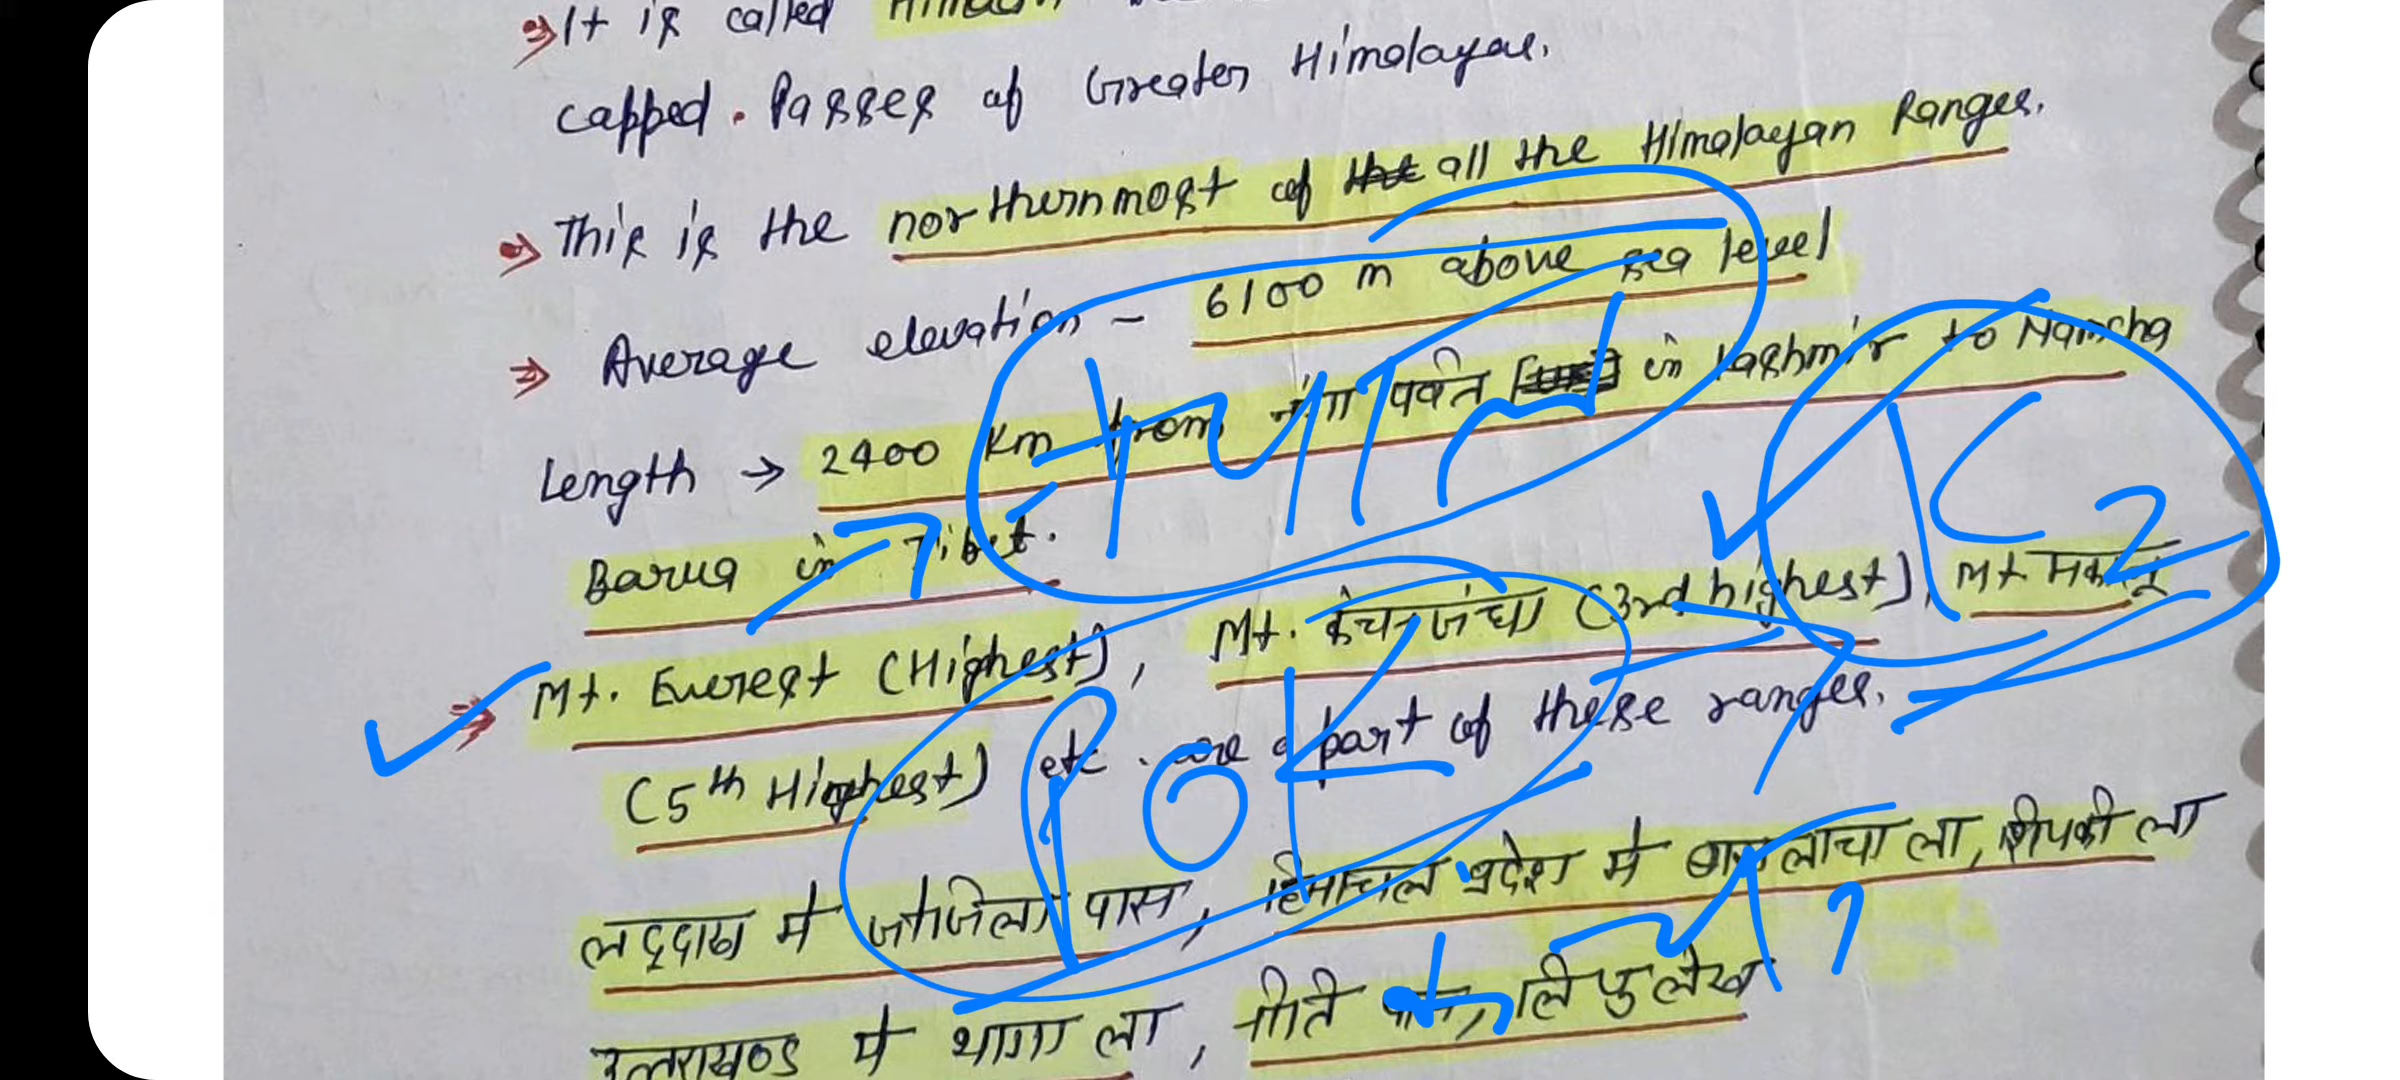 ⇒ It is called Himadri
capped. Passes of Greater Himalayas.
⇒ This is the northernmost of all the Himalayan Ranges.
⇒ Average elevation - 6100 m above sea level
Length → 2400 Km from नंगा पर्वत in Kashmir to Namcha
Barua in Tibet.
⇒ Mt. Everest (Highest), Mt. कंचनजंघा (3rd highest), Mt मकालू
(5th Highest) etc. are a part of these ranges.
लद्दाख में जोजिला पास, हिमाचल प्रदेश में बारालाचा ला, शिपकी ला
उत्तराखण्ड में थागा ला, नीति पास, लिपुलेख
POK